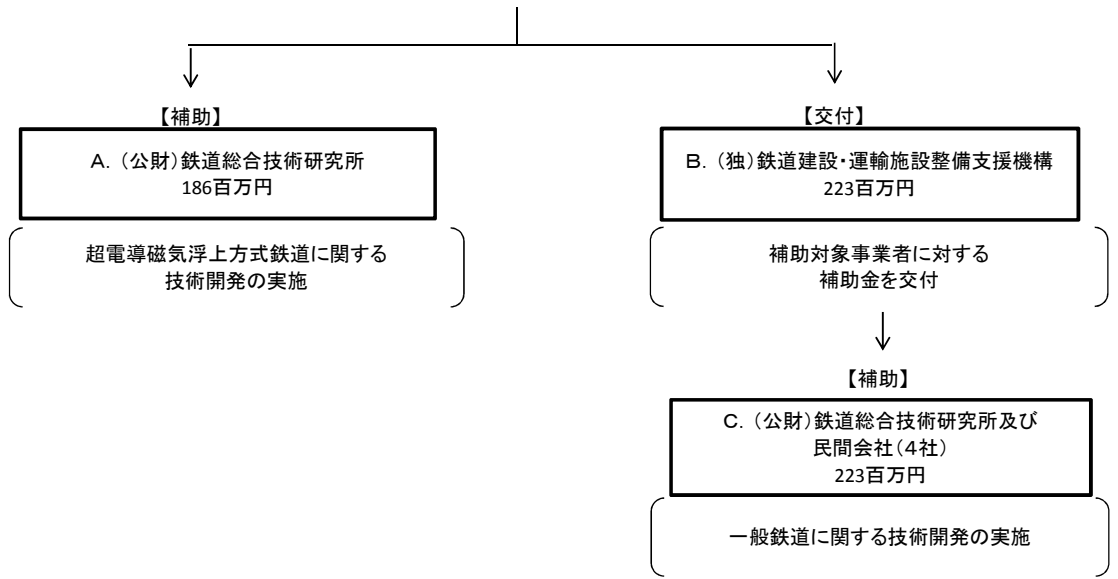 【補助】
A. （公財）鉄道総合技術研究所
186百万円
超電導磁気浮上方式鉄道に関する
技術開発の実施
【交付】
B. （独）鉄道建設・運輸施設整備支援機構
223百万円
補助対象事業者に対する
補助金を交付
【補助】
C. （公財）鉄道総合技術研究所及び
民間会社（４社）
223百万円
一般鉄道に関する技術開発の実施